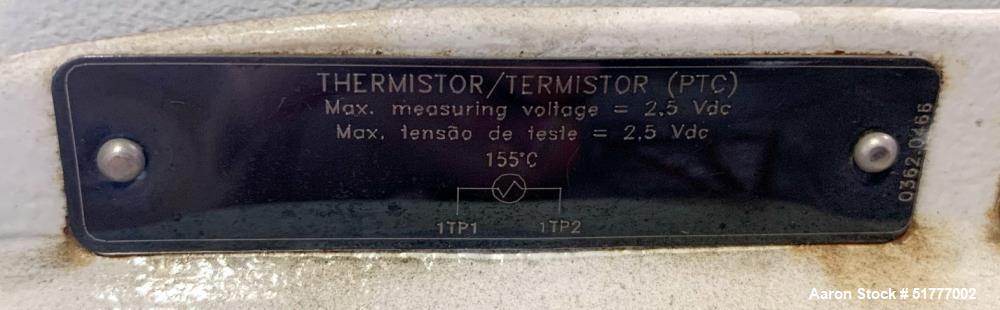 THERMISTOR/TERMISTOR (PTC)
Max. measuring voltage = 2,5 Vdc
Max. tensão de teste = 2,5 Vdc
155°C
1TP1 1TP2
0362.0466
Aaron Stock # 51777002